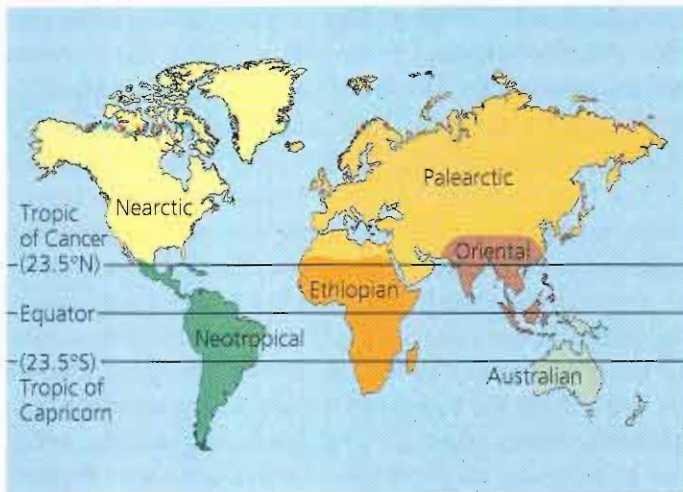 Nearctic
Palearctic
Tropic
of Cancer
(23.5°N)
Oriental
Ethiopian
Equator
Neotropical
(23.5°S)
Tropic of
Capricorn
Australian